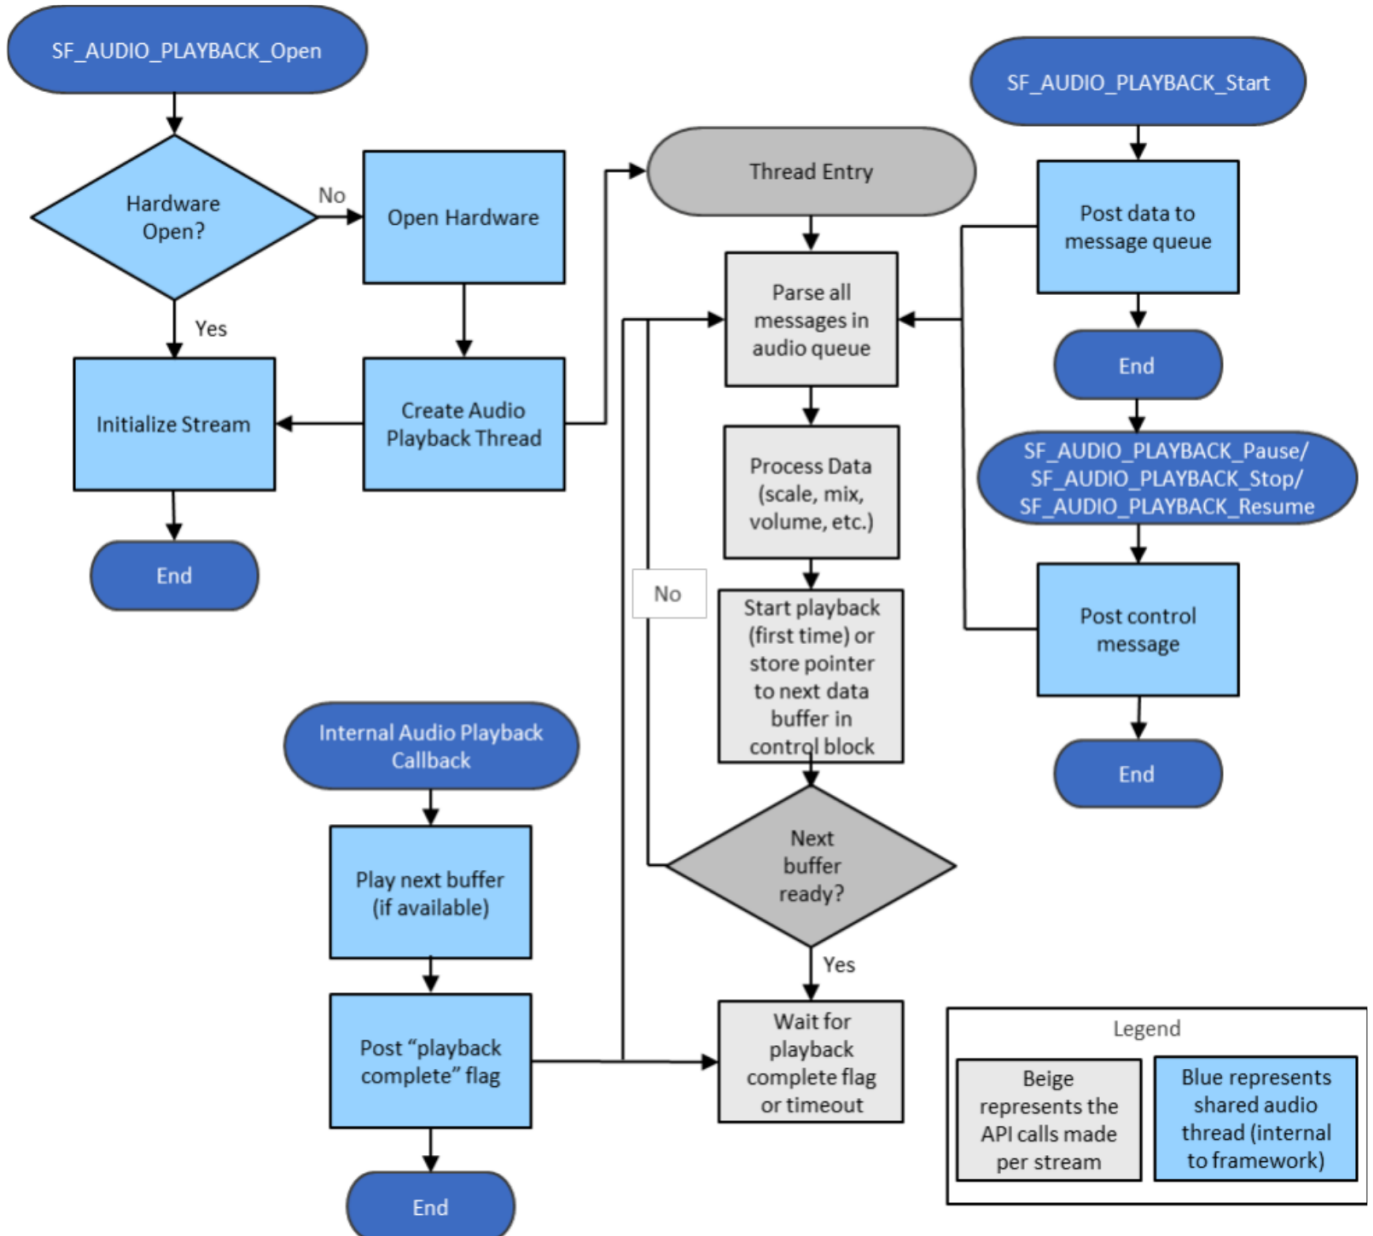 SF_AUDIO_PLAYBACK_Open
Hardware
Open?
No
Open Hardware
Yes
Initialize Stream
Create Audio
Playback Thread
End
Thread Entry
Parse all
messages in
audio queue
Process Data
(scale, mix,
volume, etc.)
Start playback
(first time) or
store pointer
to next data
buffer in
control block
No
Next
buffer
ready?
Yes
Wait for
playback
complete flag
or timeout
SF_AUDIO_PLAYBACK_Start
Post data to
message queue
End
SF_AUDIO_PLAYBACK_Pause/
SF_AUDIO_PLAYBACK_Stop/
SF_AUDIO_PLAYBACK_Resume
Post control
message
End
Internal Audio Playback
Callback
Play next buffer
(if available)
Post “playback
complete” flag
End
Legend
Beige
represents the
API calls made
per stream
Blue represents
shared audio
thread (internal
to framework)